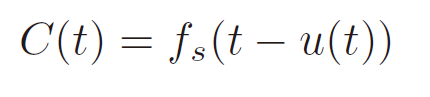 C(t) = f_s(t − u(t))